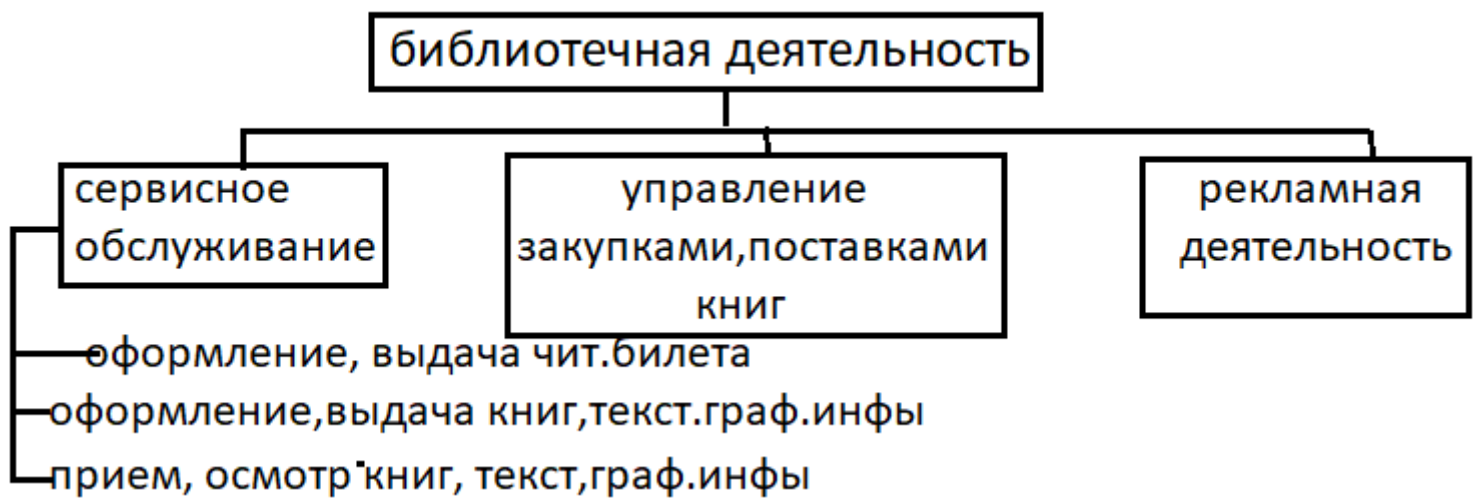 библиотечная деятельность
сервисное
обслуживание
управление
закупками,поставками
книг
рекламная
деятельность
оформление, выдача чит.билета
оформление,выдача книг,текст.граф.инфы
прием, осмотр книг, текст,граф.инфы